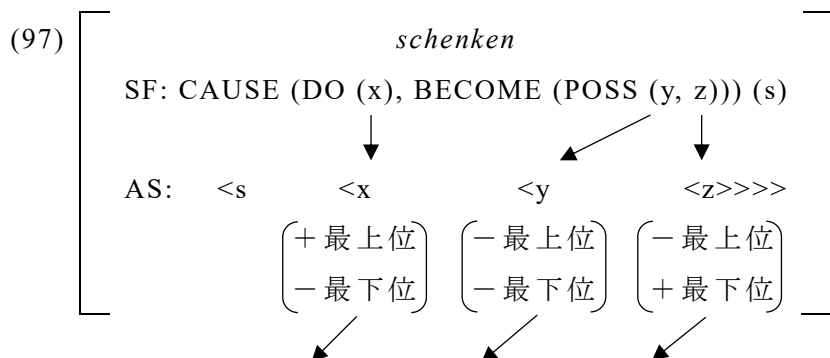 (97)
schenken
SF: CAUSE (DO (x), BECOME (POSS (y, z))) (s)
AS: <s <x <y <z>>>>
＋最上位 －最上位 －最上位
－最下位 －最下位 ＋最下位